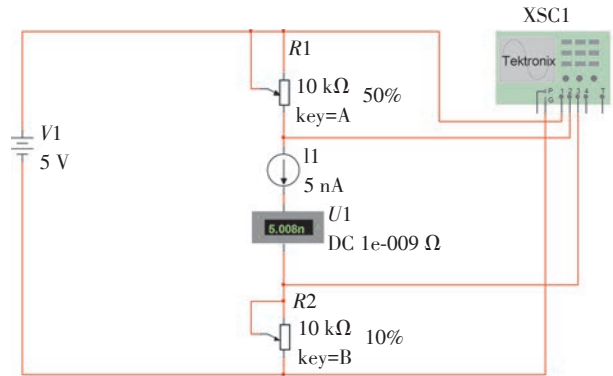 XSC1
Tektronix
P
G
1 2 3 4 T
R1
10 kΩ 50%
key=A
V1
5 V
I1
5 nA
U1
5.008n
DC 1e-009 Ω
R2
10 kΩ 10%
key=B